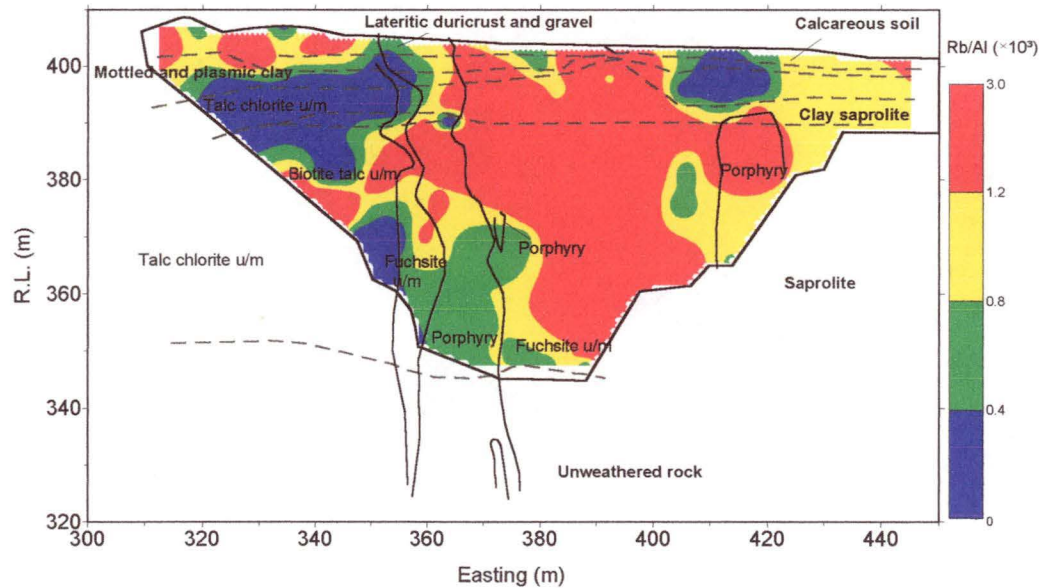 Lateritic duricrust and gravel
Calcareous soil
Rb/Al (×10³)
400
Mottled and plasmic clay
3.0
Talc chlorite u/m
Clay saprolite
380
Biotite talc u/m
Porphyry
1.2
R.L. (m)
Talc chlorite u/m
Fuchsite
u/m
Porphyry
Saprolite
360
0.8
Porphyry
Fuchsite u/m
340
0.4
Unweathered rock
320
0
300
320
340
360
380
400
420
440
Easting (m)